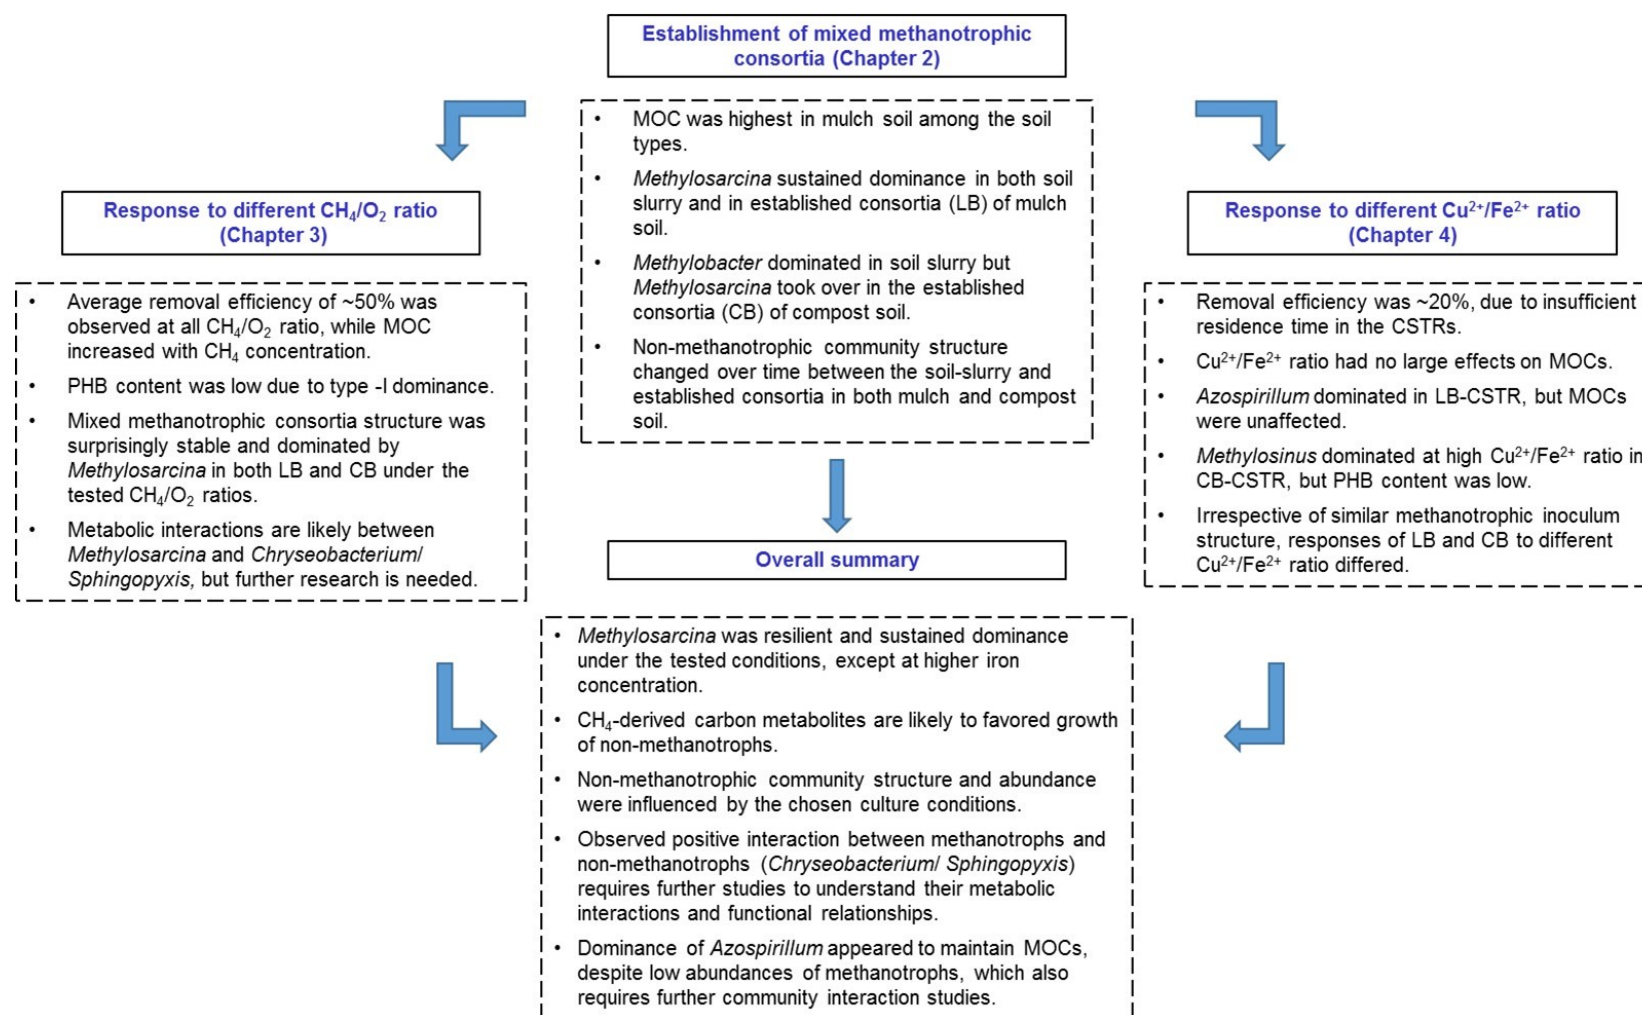 Establishment of mixed methanotrophic
consortia (Chapter 2)
• MOC was highest in mulch soil among the soil
types.
• Methylosarcina sustained dominance in both soil
slurry and in established consortia (LB) of mulch
soil.
• Methylobacter dominated in soil slurry but
Methylosarcina took over in the established
consortia (CB) of compost soil.
• Non-methanotrophic community structure
changed over time between the soil-slurry and
established consortia in both mulch and compost
soil.
Response to different CH₄/O₂ ratio
(Chapter 3)
• Average removal efficiency of ~50% was
observed at all CH₄/O₂ ratio, while MOC
increased with CH₄ concentration.
• PHB content was low due to type -I dominance.
• Mixed methanotrophic consortia structure was
surprisingly stable and dominated by
Methylosarcina in both LB and CB under the
tested CH₄/O₂ ratios.
• Metabolic interactions are likely between
Methylosarcina and Chryseobacterium/
Sphingopyxis, but further research is needed.
Response to different Cu²⁺/Fe²⁺ ratio
(Chapter 4)
• Removal efficiency was ~20%, due to insufficient
residence time in the CSTRs.
• Cu²⁺/Fe²⁺ ratio had no large effects on MOCs.
• Azospirillum dominated in LB-CSTR, but MOCs
were unaffected.
• Methylosinus dominated at high Cu²⁺/Fe²⁺ ratio in
CB-CSTR, but PHB content was low.
• Irrespective of similar methanotrophic inoculum
structure, responses of LB and CB to different
Cu²⁺/Fe²⁺ ratio differed.
Overall summary
• Methylosarcina was resilient and sustained dominance
under the tested conditions, except at higher iron
concentration.
• CH₄-derived carbon metabolites are likely to favored growth
of non-methanotrophs.
• Non-methanotrophic community structure and abundance
were influenced by the chosen culture conditions.
• Observed positive interaction between methanotrophs and
non-methanotrophs (Chryseobacterium/ Sphingopyxis)
requires further studies to understand their metabolic
interactions and functional relationships.
• Dominance of Azospirillum appeared to maintain MOCs,
despite low abundances of methanotrophs, which also
requires further community interaction studies.